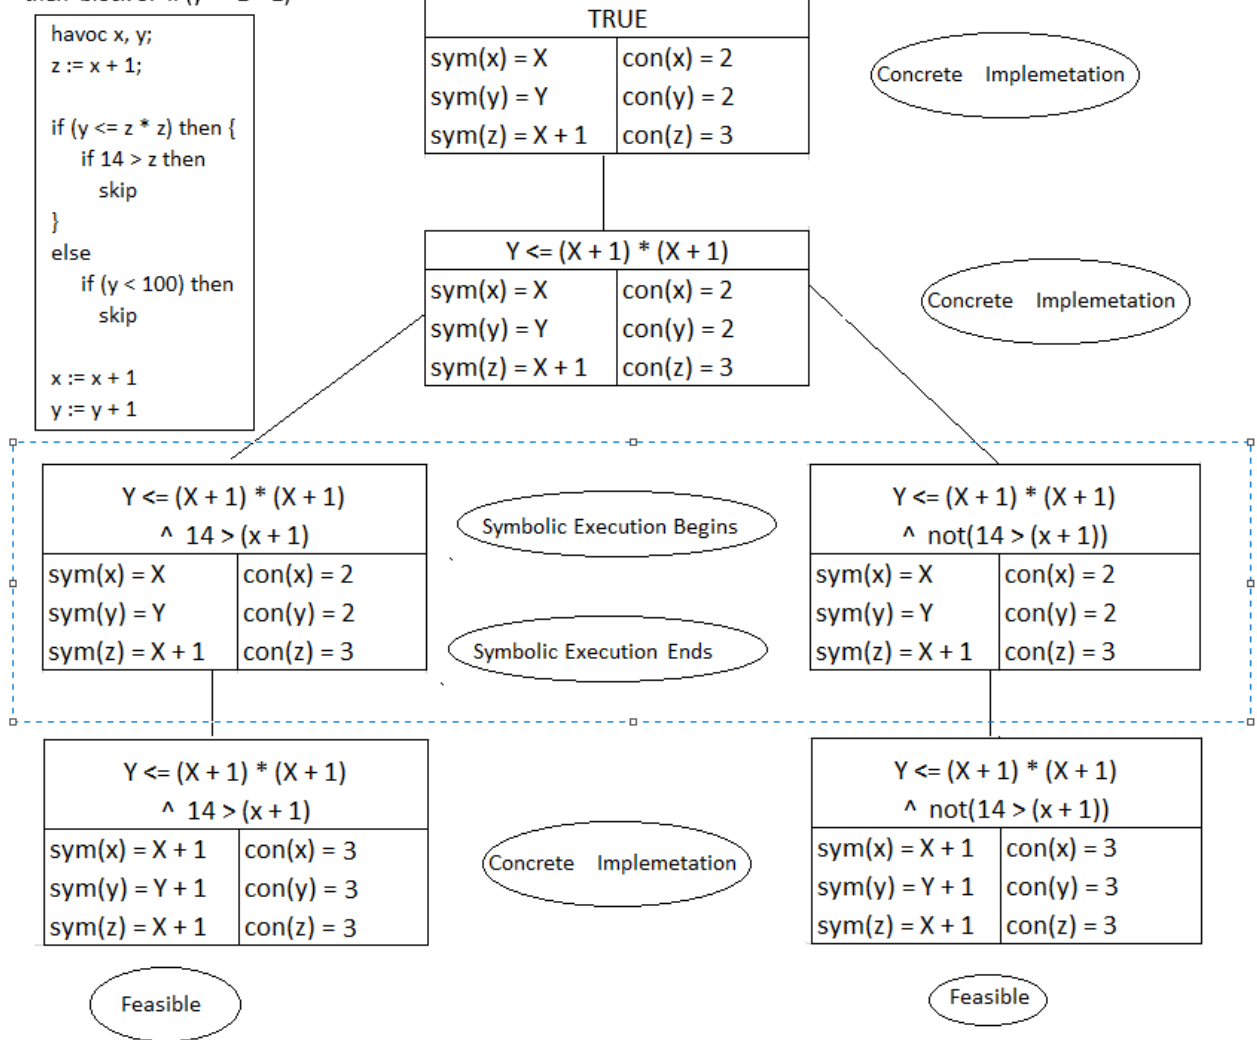 havoc x, y;
z := x + 1;
if (y <= z * z) then {
if 14 > z then
skip
}
else
if (y < 100) then
skip
x := x + 1
y := y + 1
TRUE
sym(x) = X
con(x) = 2
sym(y) = Y
con(y) = 2
sym(z) = X + 1
con(z) = 3
Concrete Implemetation
Y <= (X + 1) * (X + 1)
sym(x) = X
con(x) = 2
sym(y) = Y
con(y) = 2
sym(z) = X + 1
con(z) = 3
Concrete Implemetation
Y <= (X + 1) * (X + 1)
^ 14 > (x + 1)
sym(x) = X
con(x) = 2
sym(y) = Y
con(y) = 2
sym(z) = X + 1
con(z) = 3
Symbolic Execution Begins
Symbolic Execution Ends
Y <= (X + 1) * (X + 1)
^ not(14 > (x + 1))
sym(x) = X
con(x) = 2
sym(y) = Y
con(y) = 2
sym(z) = X + 1
con(z) = 3
Y <= (X + 1) * (X + 1)
^ 14 > (x + 1)
sym(x) = X + 1
con(x) = 3
sym(y) = Y + 1
con(y) = 3
sym(z) = X + 1
con(z) = 3
Concrete Implemetation
Y <= (X + 1) * (X + 1)
^ not(14 > (x + 1))
sym(x) = X + 1
con(x) = 3
sym(y) = Y + 1
con(y) = 3
sym(z) = X + 1
con(z) = 3
Feasible
Feasible